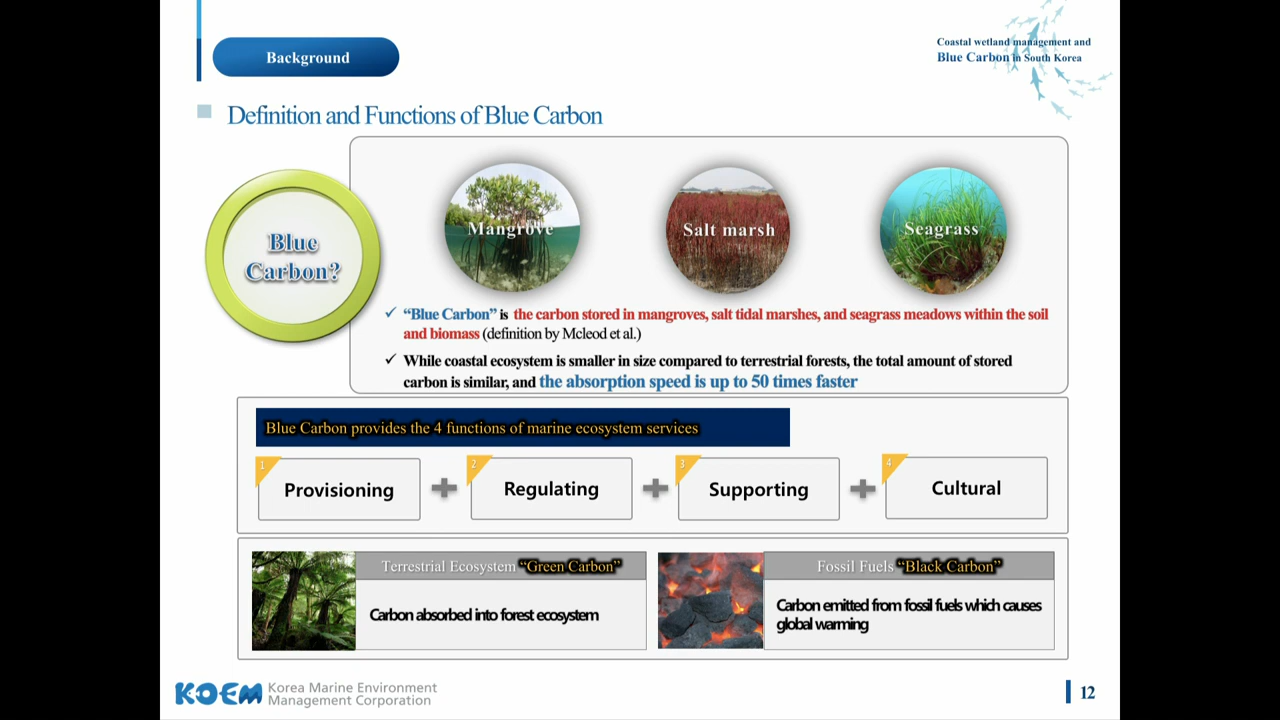 Background
Coastal wetland management and
Blue Carbon in South Korea
Definition and Functions of Blue Carbon
Blue
Carbon?
Mangrove
Salt marsh
Seagrass
“Blue Carbon” is the carbon stored in mangroves, salt tidal marshes, and seagrass meadows within the soil
and biomass (definition by Mcleod et al.)
While coastal ecosystem is smaller in size compared to terrestrial forests, the total amount of stored
carbon is similar, and the absorption speed is up to 50 times faster
Blue Carbon provides the 4 functions of marine ecosystem services
1
Provisioning
2
Regulating
3
Supporting
4
Cultural
Terrestrial Ecosystem “Green Carbon”
Carbon absorbed into forest ecosystem
Fossil Fuels “Black Carbon”
Carbon emitted from fossil fuels which causes
global warming
KOEM
Korea Marine Environment
Management Corporation
12